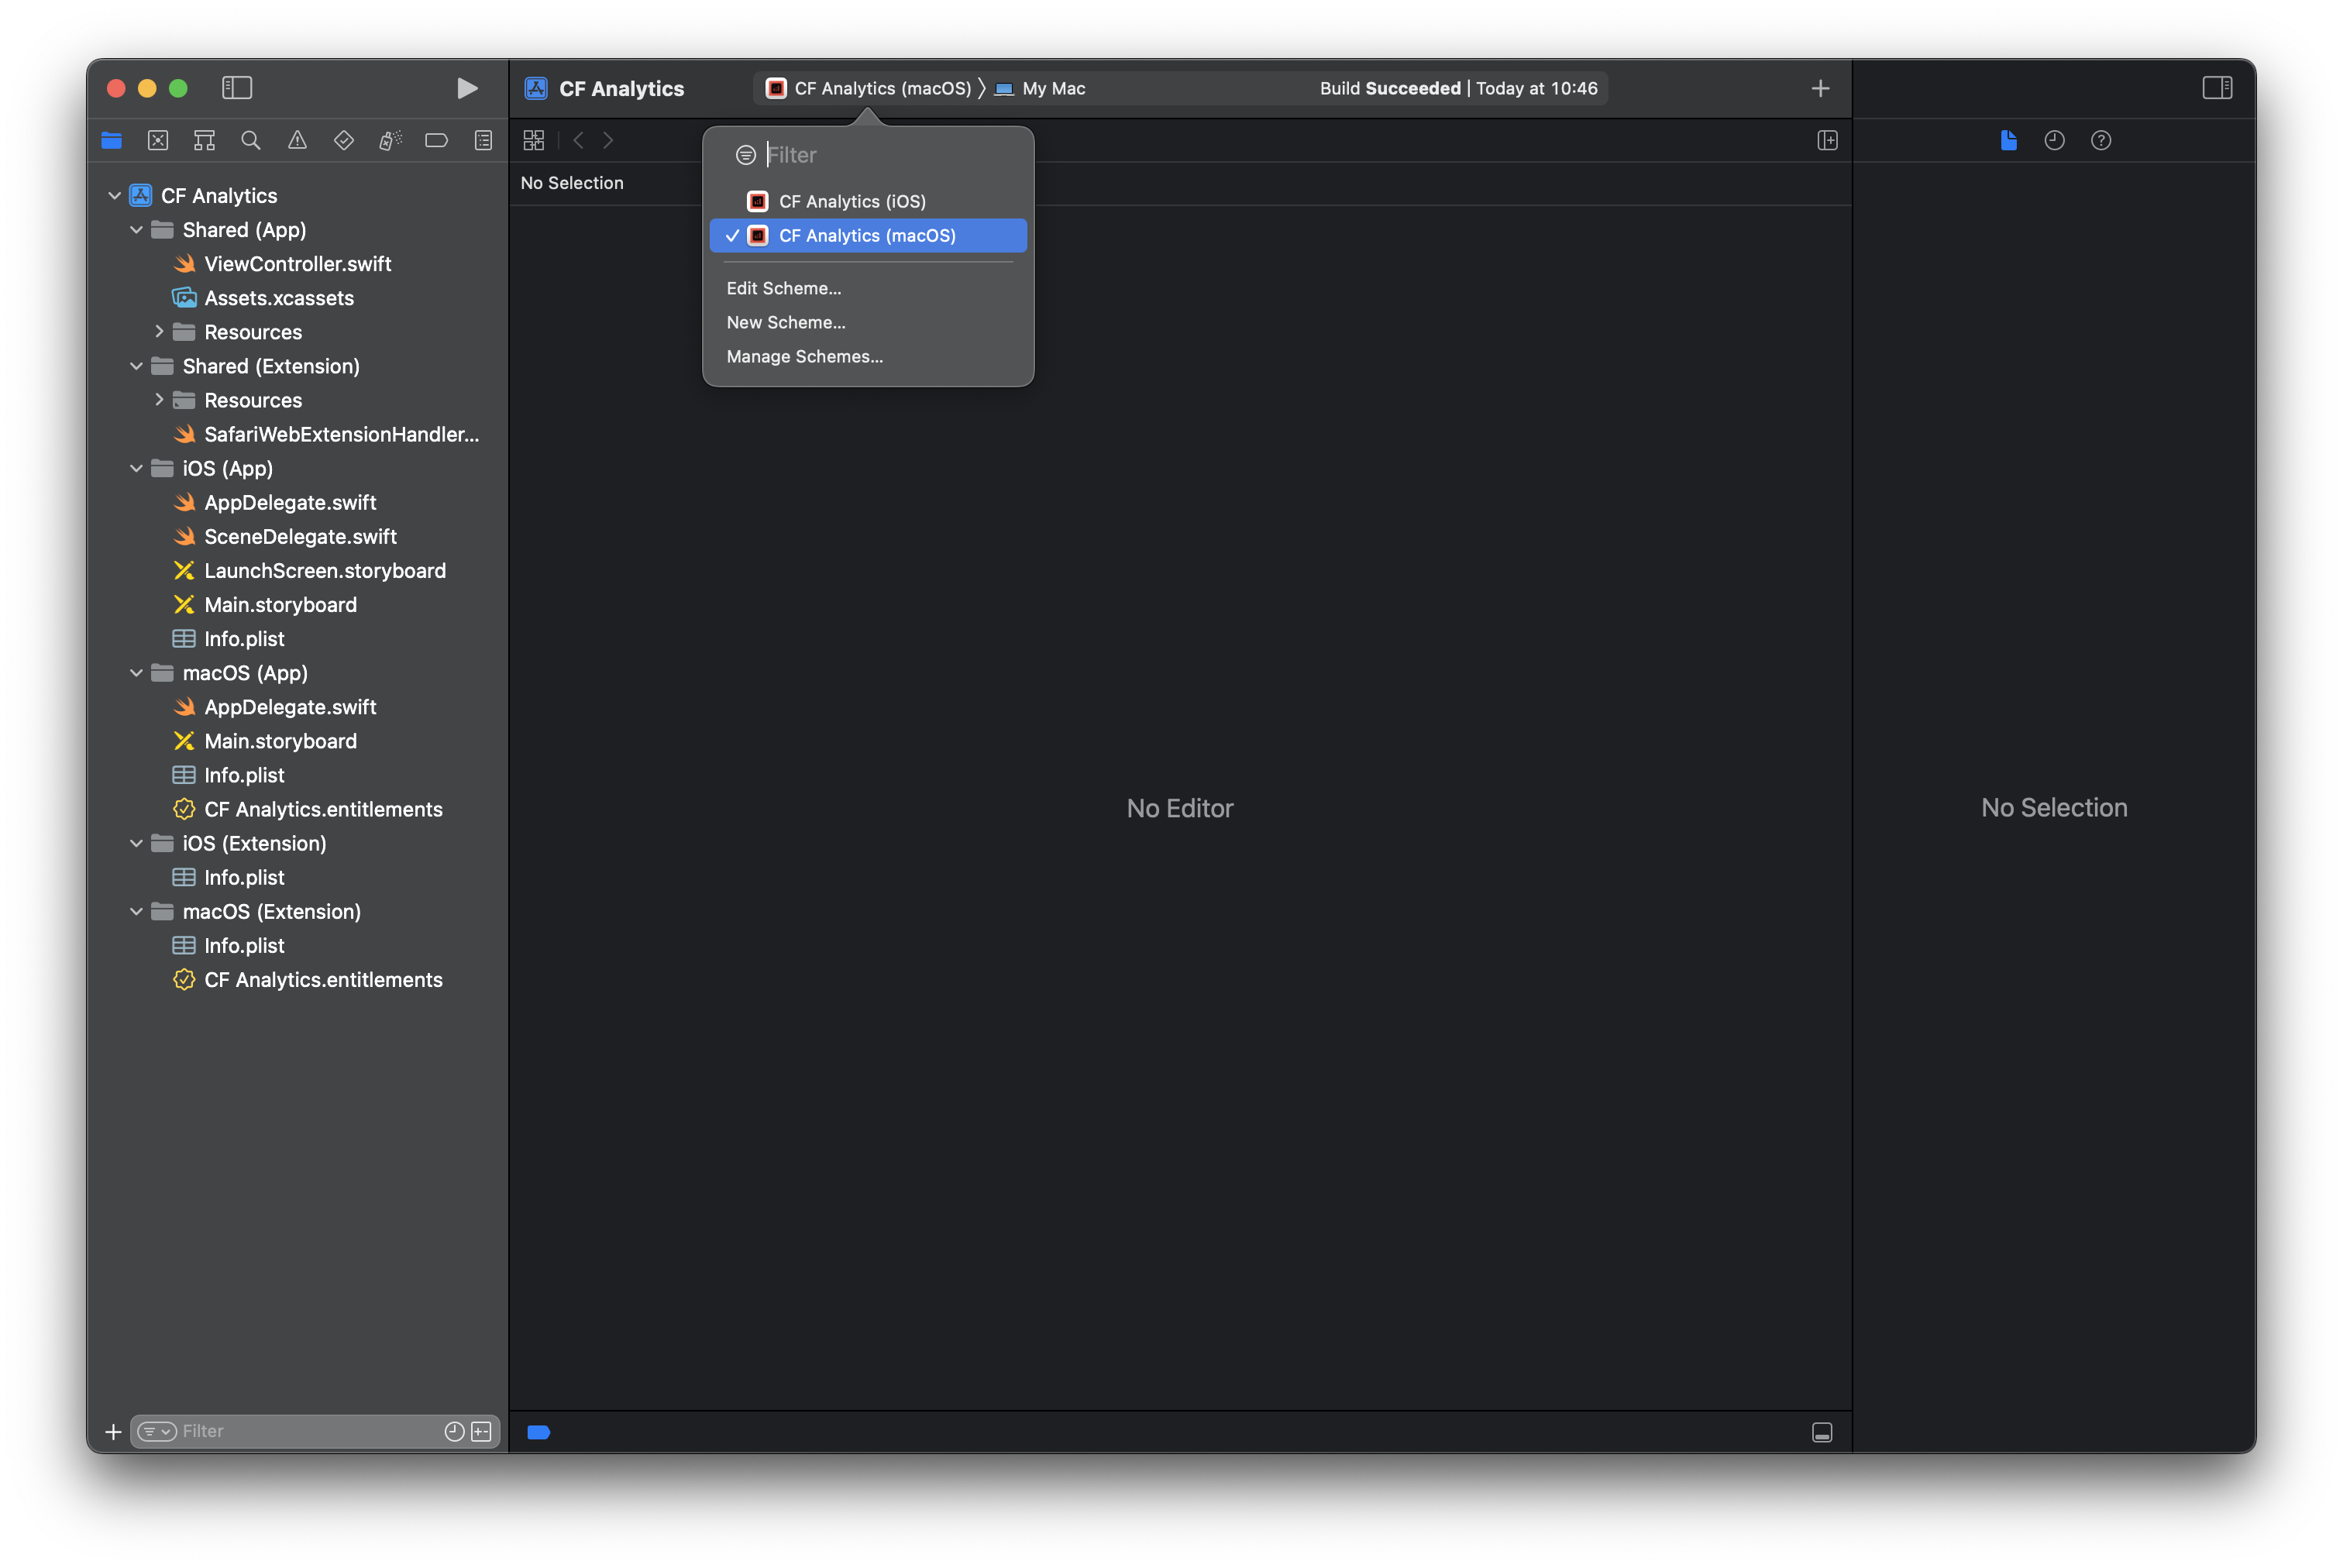 CF Analytics
CF Analytics (macOS) 〉 My Mac
Build Succeeded | Today at 10:46
Filter
CF Analytics (iOS)
CF Analytics (macOS)
Edit Scheme...
New Scheme...
Manage Schemes...
CF Analytics
Shared (App)
ViewController.swift
Assets.xcassets
Resources
Shared (Extension)
Resources
SafariWebExtensionHandler...
iOS (App)
AppDelegate.swift
SceneDelegate.swift
LaunchScreen.storyboard
Main.storyboard
Info.plist
macOS (App)
AppDelegate.swift
Main.storyboard
Info.plist
CF Analytics.entitlements
iOS (Extension)
Info.plist
macOS (Extension)
Info.plist
CF Analytics.entitlements
Filter
No Selection
No Editor
No Selection